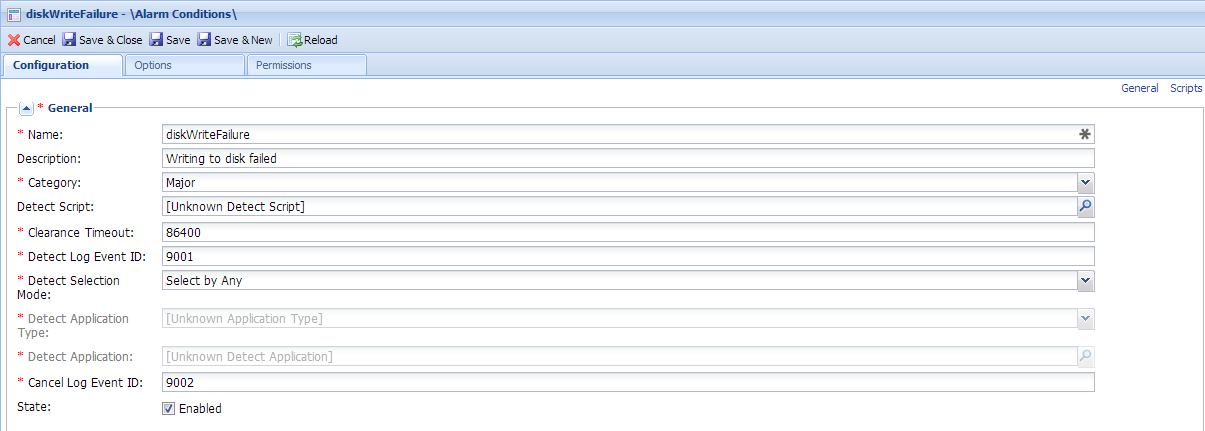 diskWriteFailure - \Alarm Conditions\
Cancel Save & Close Save Save & New Reload
Configuration Options Permissions
General Scripts
* General
* Name: diskWriteFailure
Description: Writing to disk failed
* Category: Major
Detect Script: [Unknown Detect Script]
* Clearance Timeout: 86400
* Detect Log Event ID: 9001
* Detect Selection Mode: Select by Any
* Detect Application Type: [Unknown Application Type]
* Detect Application: [Unknown Detect Application]
* Cancel Log Event ID: 9002
State: Enabled